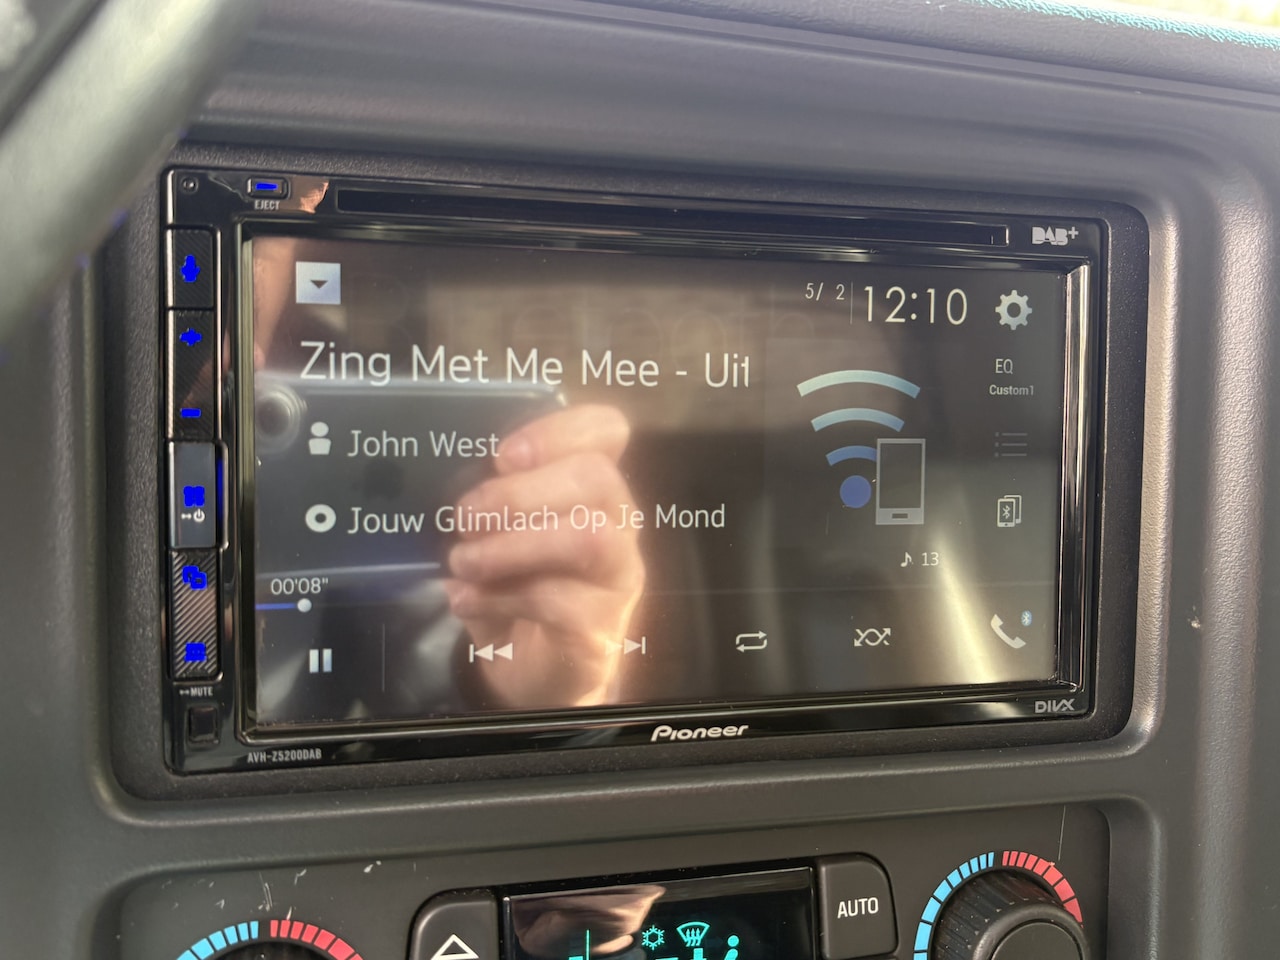 EJECT
DAB+
5/ 2 12:10
Zing Met Me Mee - Uit
EQ
Custom1
John West
Jouw Glimlach Op Je Mond
13
00'08"
MUTE
DIVX
Pioneer
AVH-Z5200DAB
AUTO